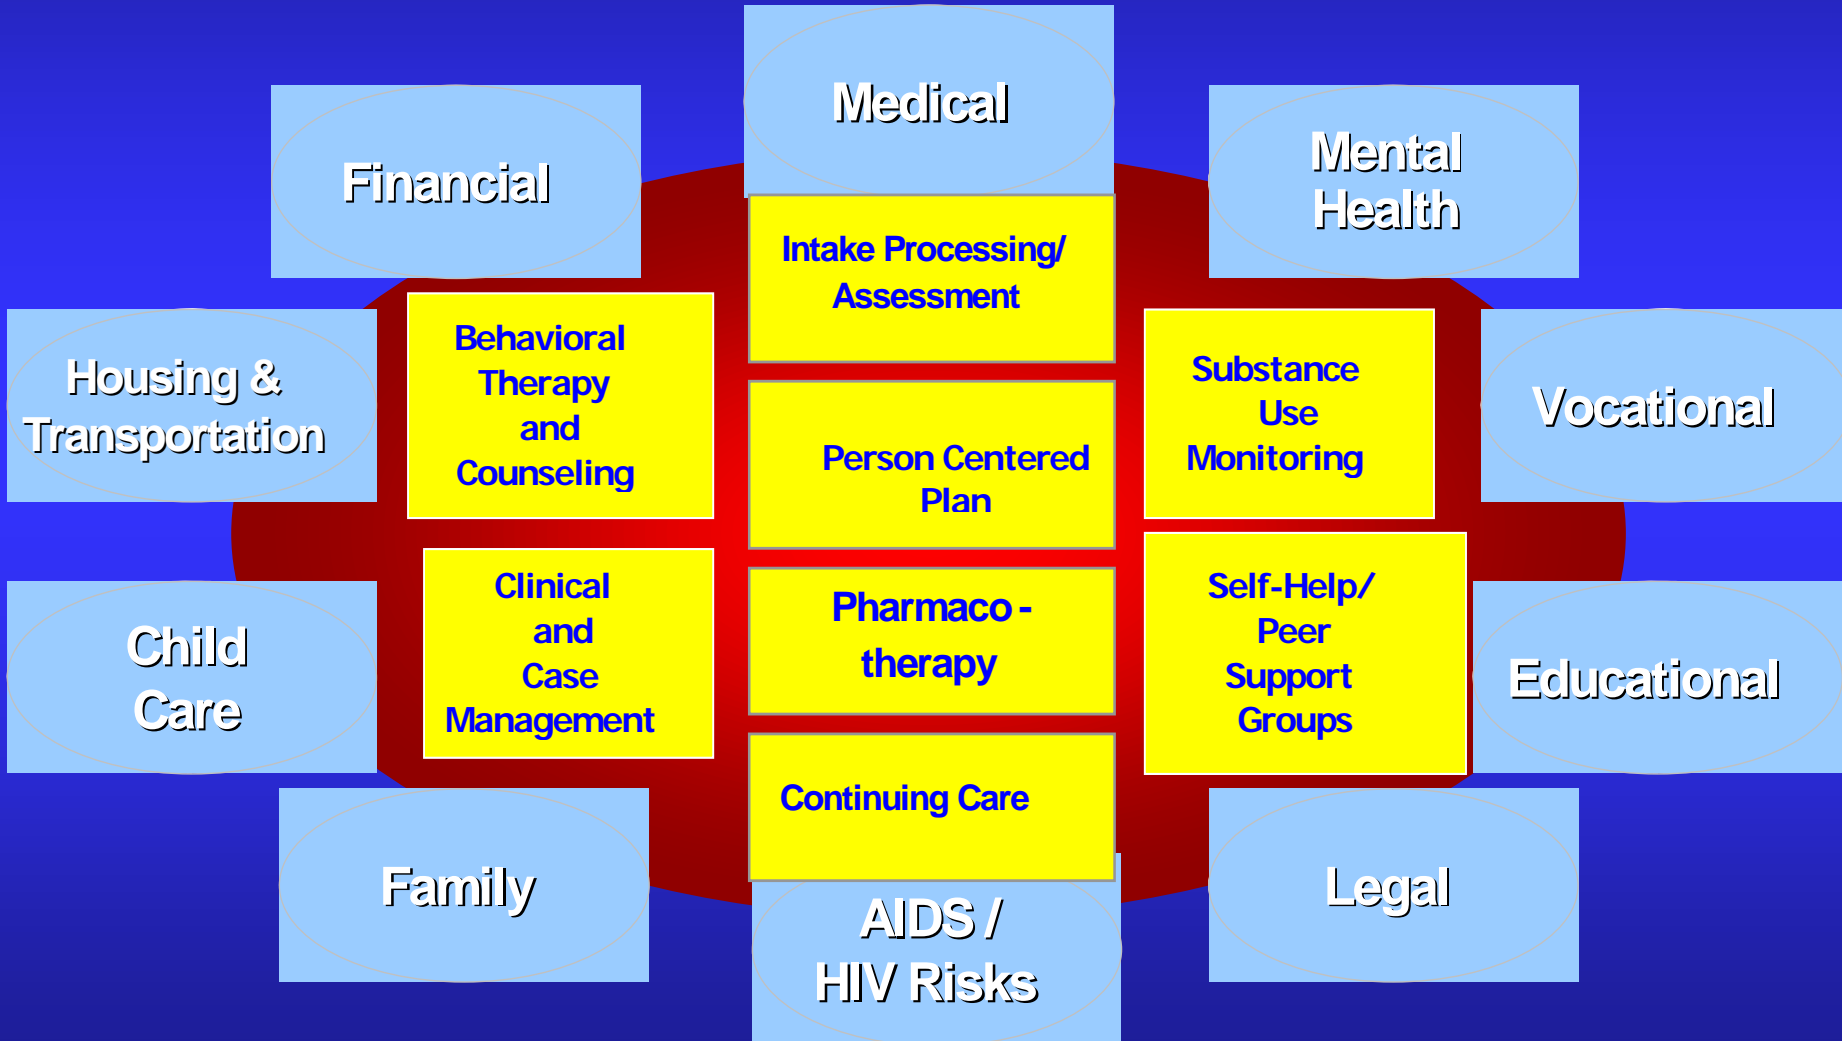 Medical
Financial
Mental
Health
Intake Processing/
Assessment
Behavioral
Therapy
and
Counseling
Substance
Use
Monitoring
Housing &
Transportation
Vocational
Person Centered
Plan
Clinical
and
Case
Management
Pharmaco -
therapy
Self-Help/
Peer
Support
Groups
Child
Care
Educational
Continuing Care
Family
AIDS /
HIV Risks
Legal